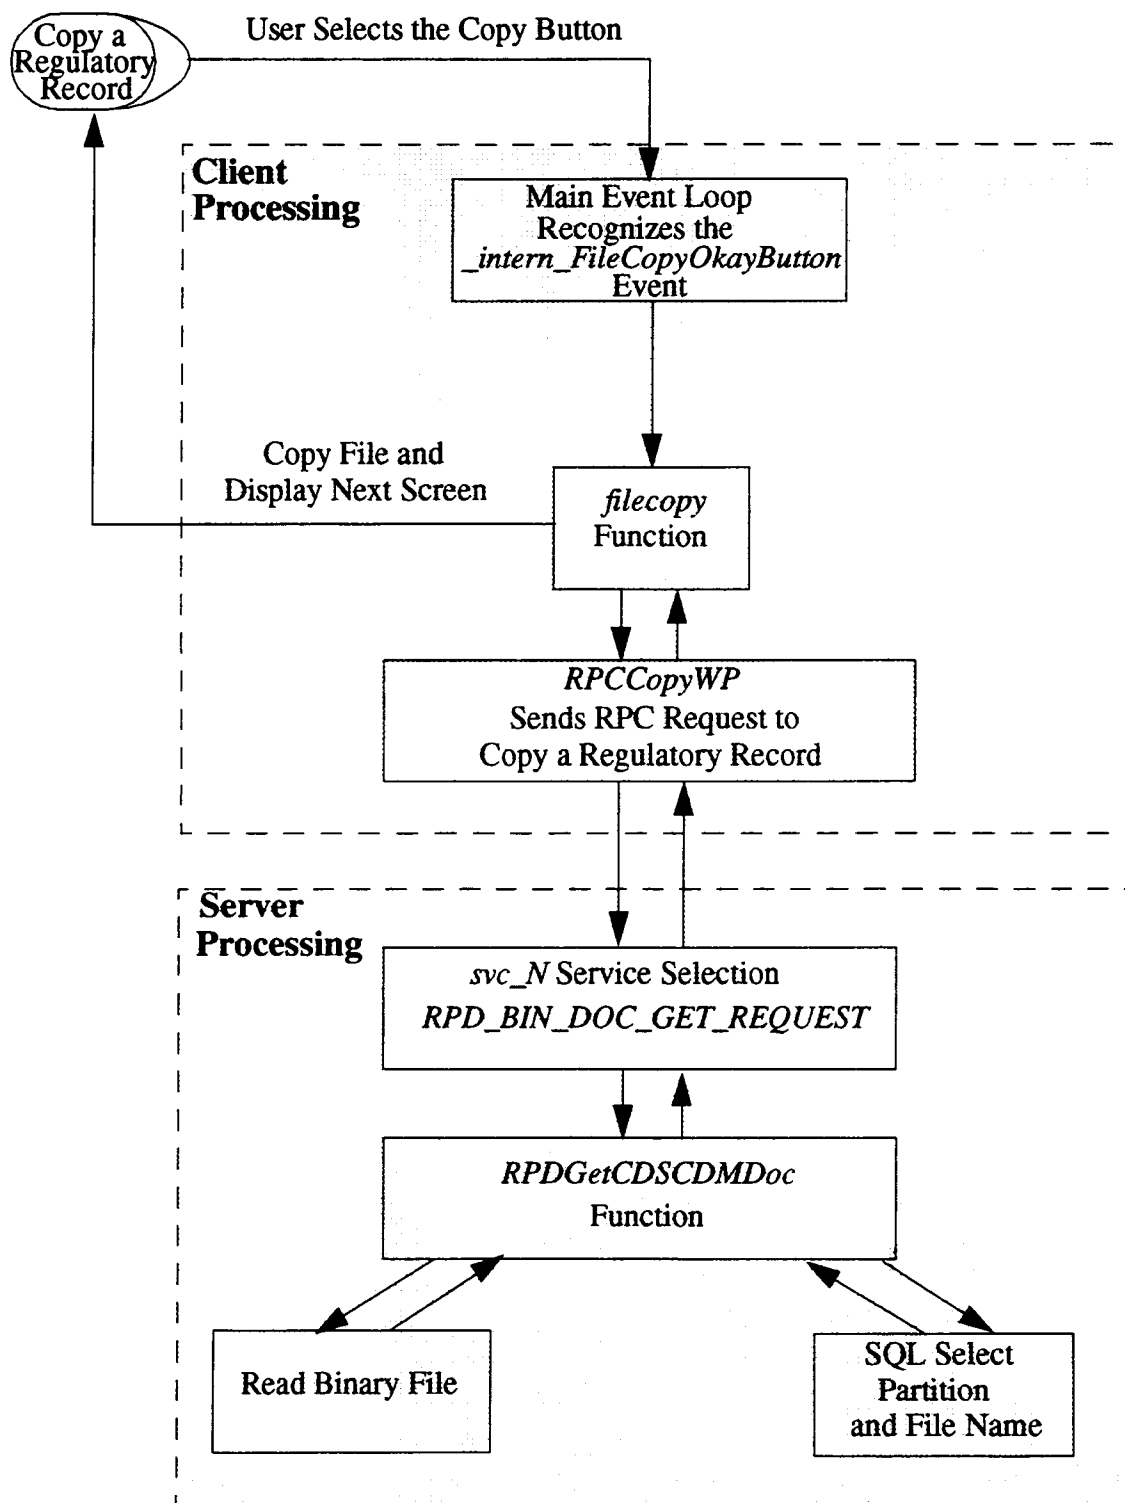 Copy a
Regulatory
Record
User Selects the Copy Button
Client
Processing
Main Event Loop
Recognizes the
_intern_FileCopyOkayButton
Event
Copy File and
Display Next Screen
filecopy
Function
RPCCopyWP
Sends RPC Request to
Copy a Regulatory Record
Server
Processing
svc_N Service Selection
RPD_BIN_DOC_GET_REQUEST
RPDGetCDSCDMDoc
Function
Read Binary File
SQL Select
Partition
and File Name